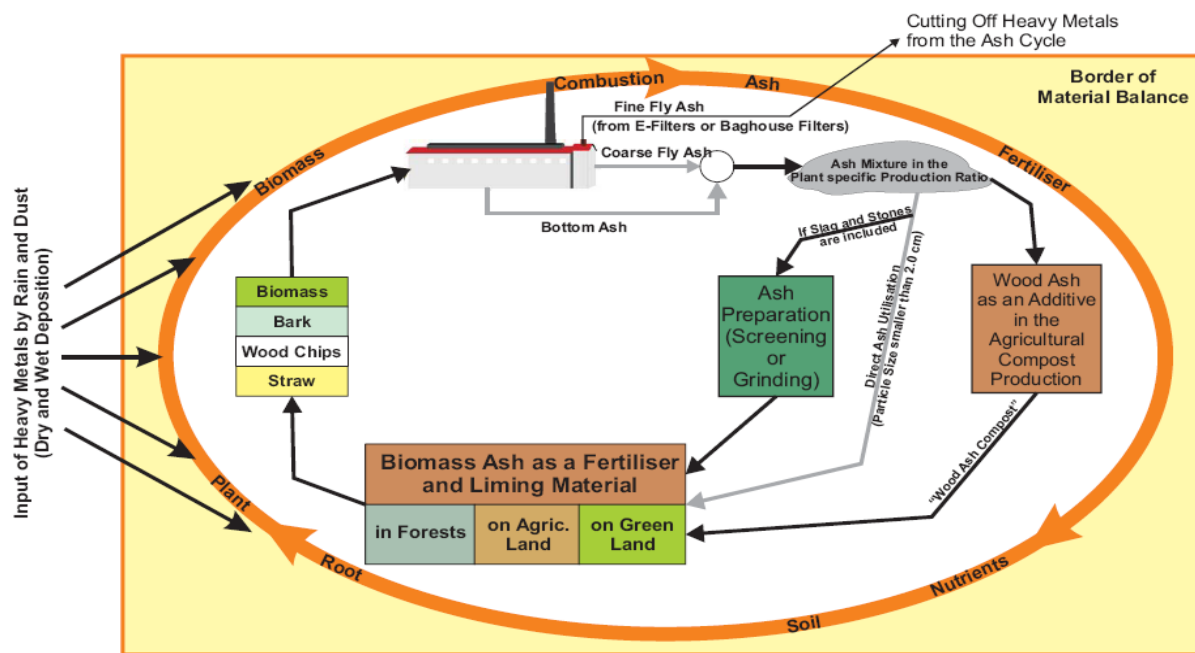 Cutting Off Heavy Metals
from the Ash Cycle
Border of
Material Balance
Combustion
Ash
Fertiliser
Nutrients
Soil
Root
Plant
Biomass
Input of Heavy Metals by Rain and Dust
(Dry and Wet Deposition)
Fine Fly Ash
(from E-Filters or Baghouse Filters)
Coarse Fly Ash
Bottom Ash
Ash Mixture in the
Plant specific Production Ratio
If Slag and Stones
are included
Direct Ash Utilisation
(Particle Size smaller than 2.0 cm)
Ash
Preparation
(Screening
or
Grinding)
Wood Ash
as an Additive
in the
Agricultural
Compost
Production
"Wood Ash Compost"
Biomass
Bark
Wood Chips
Straw
Biomass Ash as a Fertiliser
and Liming Material
in Forests
on Agric.
Land
on Green
Land